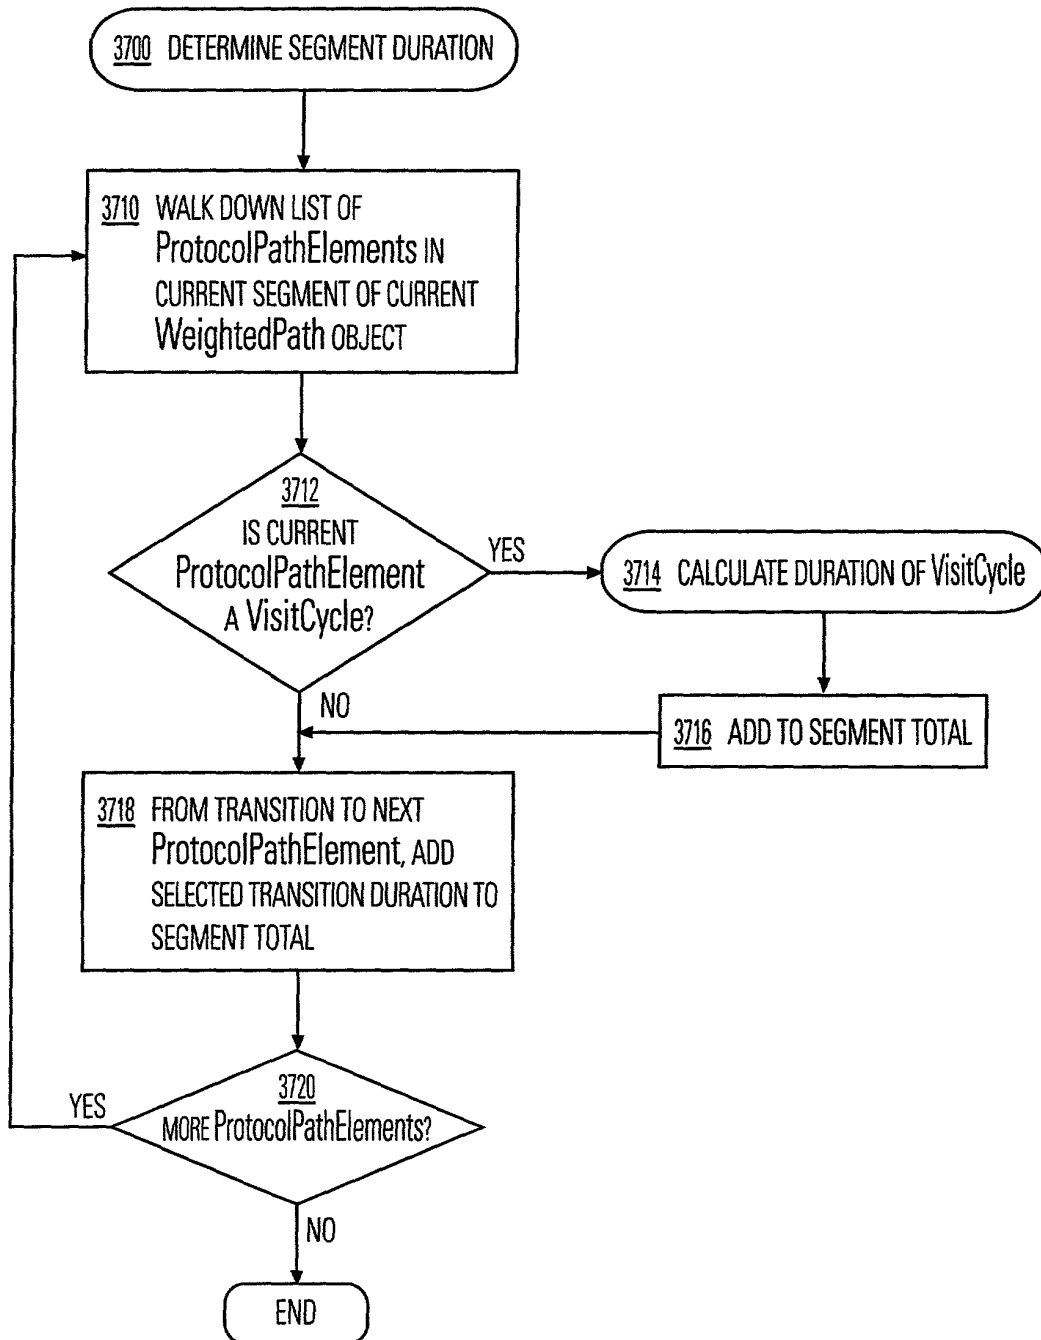 3700 DETERMINE SEGMENT DURATION
3710 WALK DOWN LIST OF
ProtocolPathElements IN
CURRENT SEGMENT OF CURRENT
WeightedPath OBJECT
3712
IS CURRENT
ProtocolPathElement
A VisitCycle?
YES
3714 CALCULATE DURATION OF VisitCycle
NO
3716 ADD TO SEGMENT TOTAL
3718 FROM TRANSITION TO NEXT
ProtocolPathElement, ADD
SELECTED TRANSITION DURATION TO
SEGMENT TOTAL
YES
3720
MORE ProtocolPathElements?
NO
END